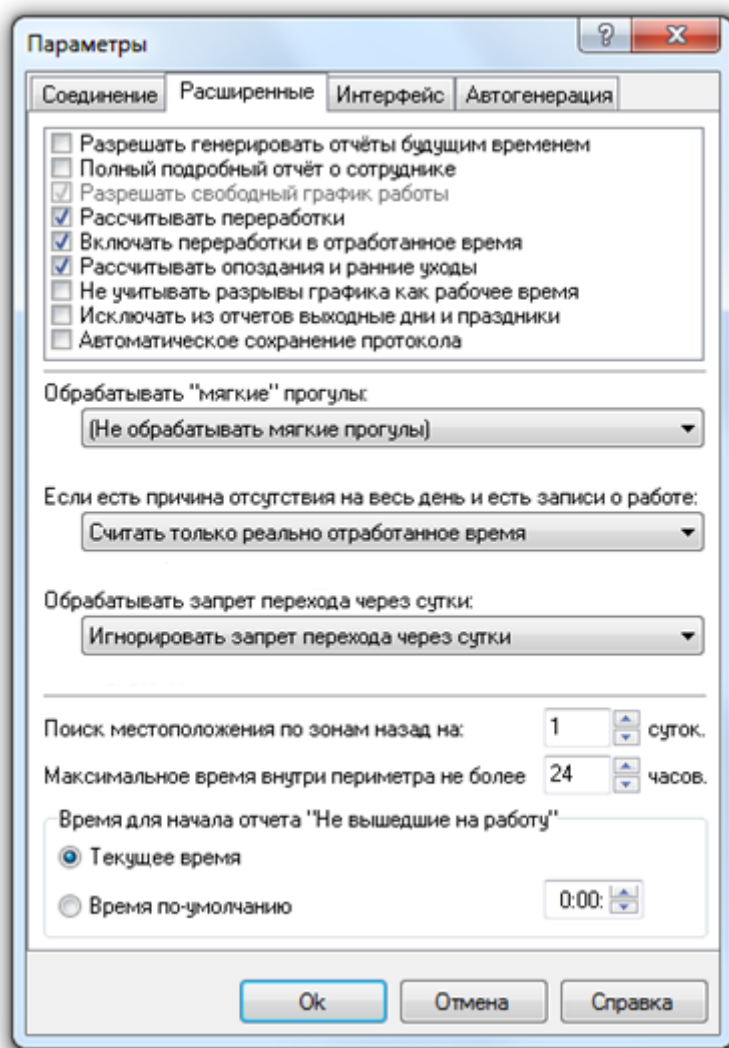 Параметры
Соединение Расширенные Интерфейс Автогенерация
Разрешать генерировать отчёты будущим временем
Полный подробный отчёт о сотруднике
Разрешать свободный график работы
Рассчитывать переработки
Включать переработки в отработанное время
Рассчитывать опоздания и ранние уходы
Не учитывать разрывы графика как рабочее время
Исключать из отчетов выходные дни и праздники
Автоматическое сохранение протокола
Обрабатывать "мягкие" прогулы:
(Не обрабатывать мягкие прогулы)
Если есть причина отсутствия на весь день и есть записи о работе:
Считать только реально отработанное время
Обрабатывать запрет перехода через сутки:
Игнорировать запрет перехода через сутки
Поиск местоположения по зонам назад на: 1 суток.
Максимальное время внутри периметра не более 24 часов.
Время для начала отчета "Не вышедшие на работу"
Текущее время
Время по-умолчанию 0:00:
Ok Отмена Справка